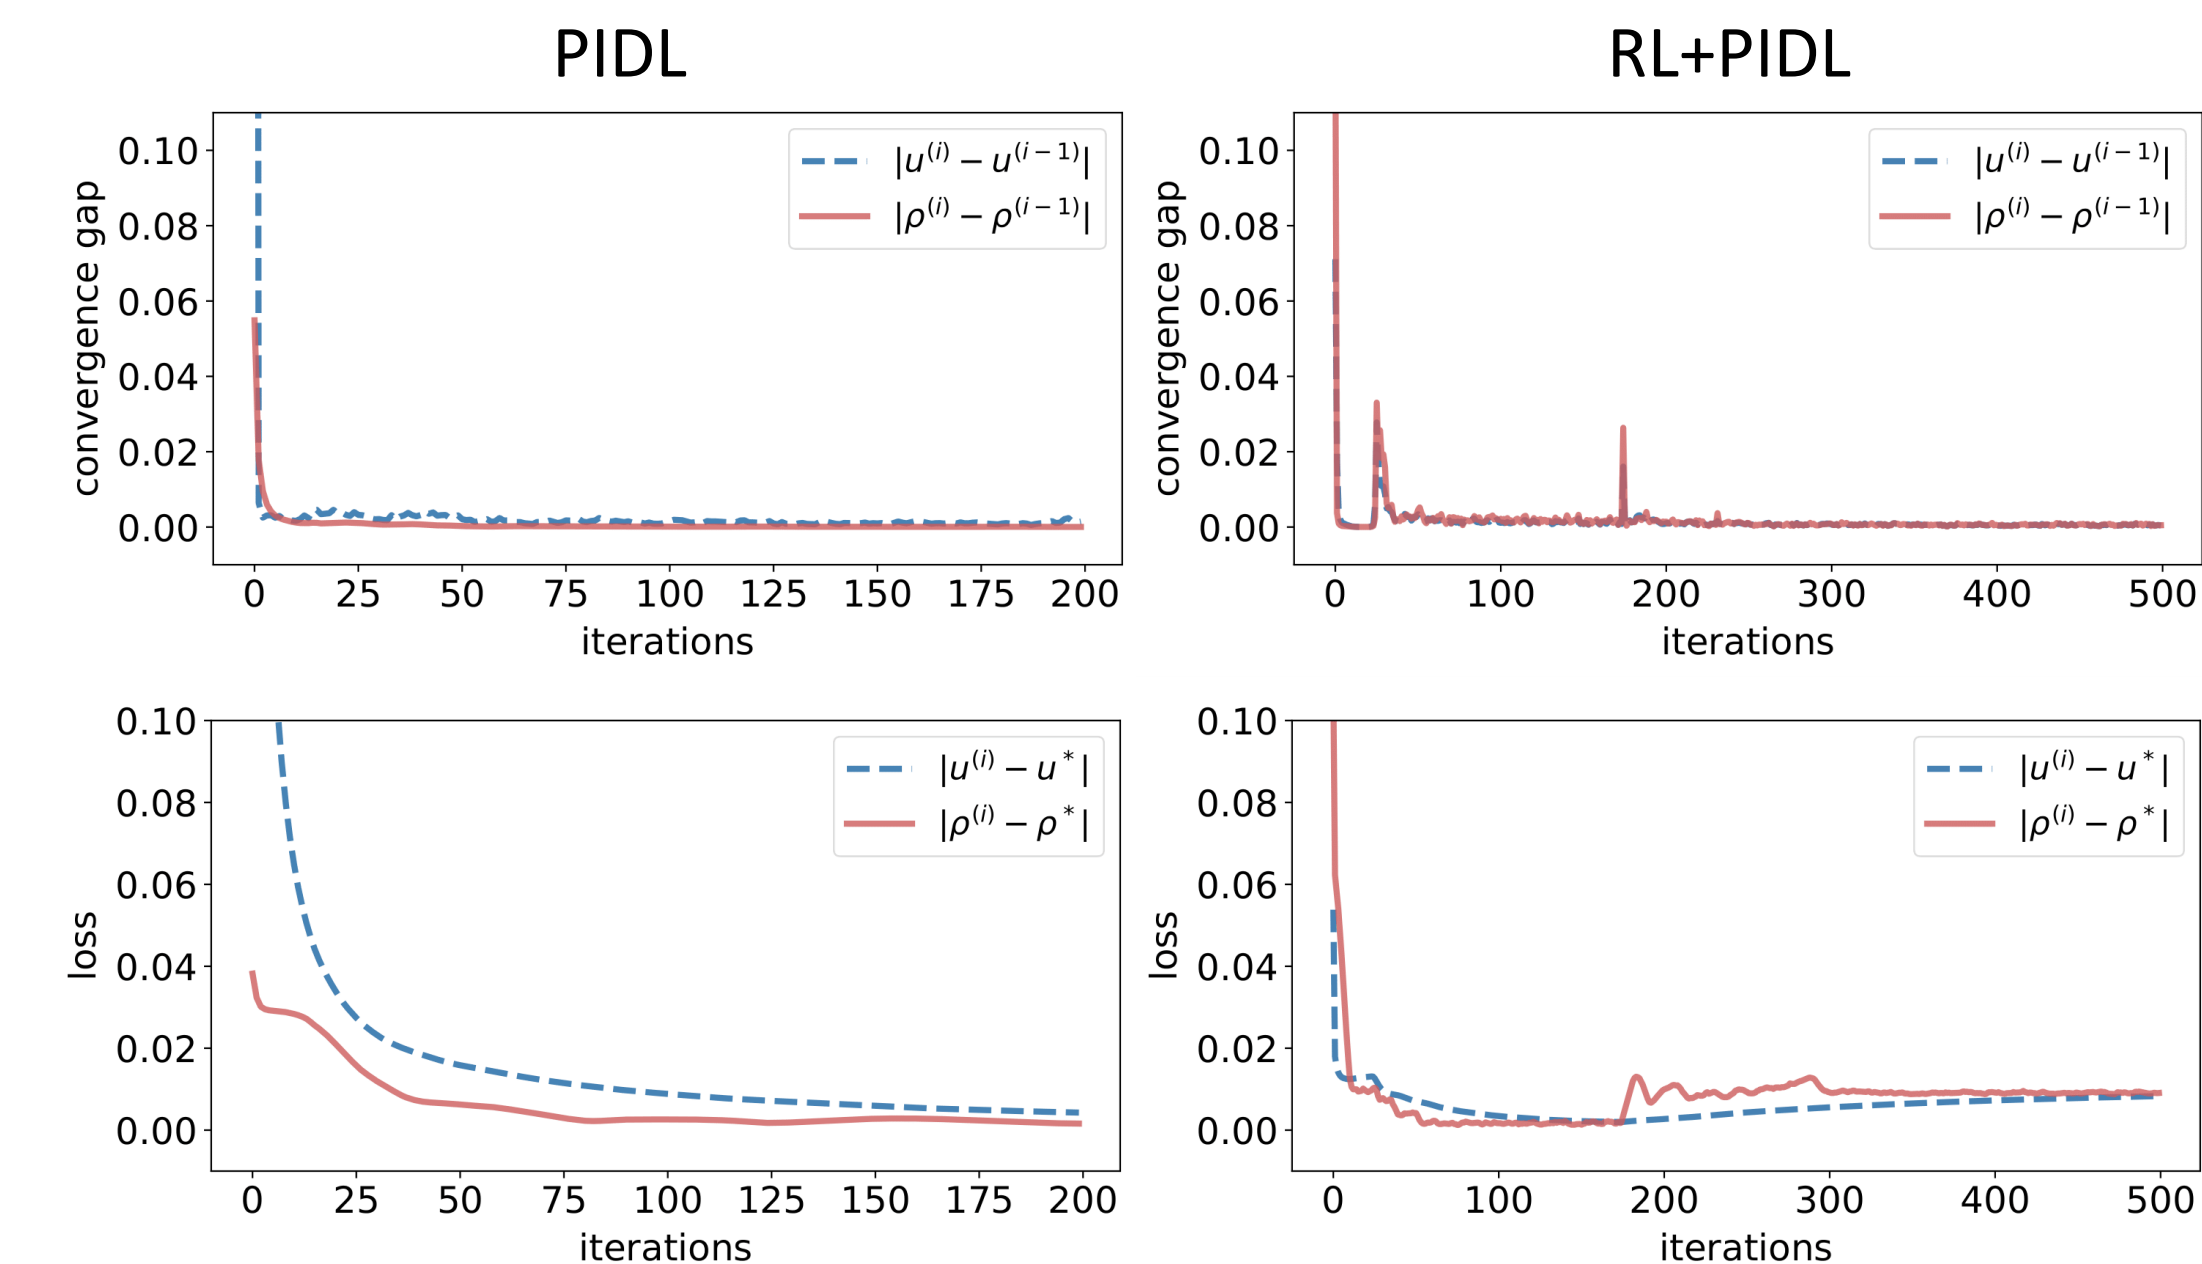 PIDL
RL+PIDL
convergence gap
0.10
0.08
0.06
0.04
0.02
0.00
|u^(i) − u^(i − 1)|
|ρ^(i) − ρ^(i − 1)|
0 25 50 75 100 125 150 175 200
iterations
convergence gap
0.10
0.08
0.06
0.04
0.02
0.00
|u^(i) − u^(i − 1)|
|ρ^(i) − ρ^(i − 1)|
0 100 200 300 400 500
iterations
loss
0.10
0.08
0.06
0.04
0.02
0.00
|u^(i) − u^*|
|ρ^(i) − ρ^*|
0 25 50 75 100 125 150 175 200
iterations
loss
0.10
0.08
0.06
0.04
0.02
0.00
|u^(i) − u^*|
|ρ^(i) − ρ^*|
0 100 200 300 400 500
iterations